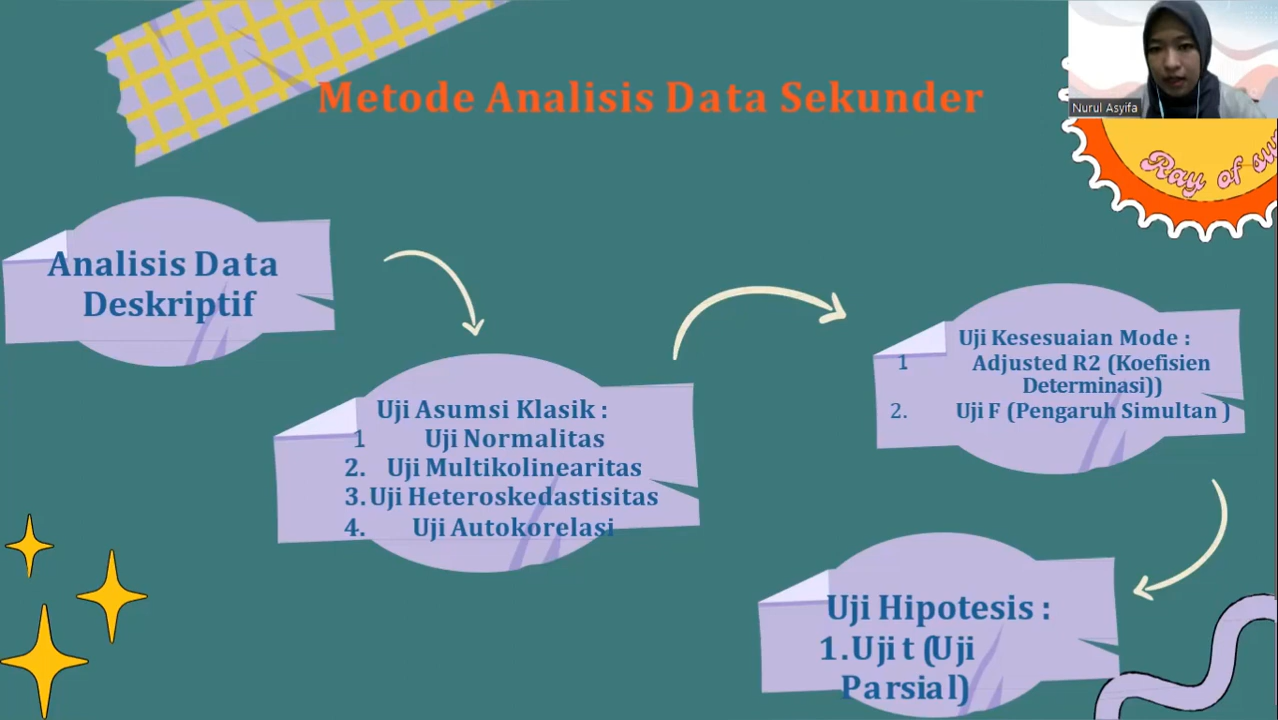 Metode Analisis Data Sekunder
Nurul Asyifa
Ray of sun
Analisis Data
Deskriptif
Uji Asumsi Klasik :
1 Uji Normalitas
2. Uji Multikolinearitas
3. Uji Heteroskedastisitas
4. Uji Autokorelasi
Uji Kesesuaian Mode :
1 Adjusted R2 (Koefisien
Determinasi))
2. Uji F (Pengaruh Simultan )
Uji Hipotesis :
1. Uji t (Uji
Parsial)